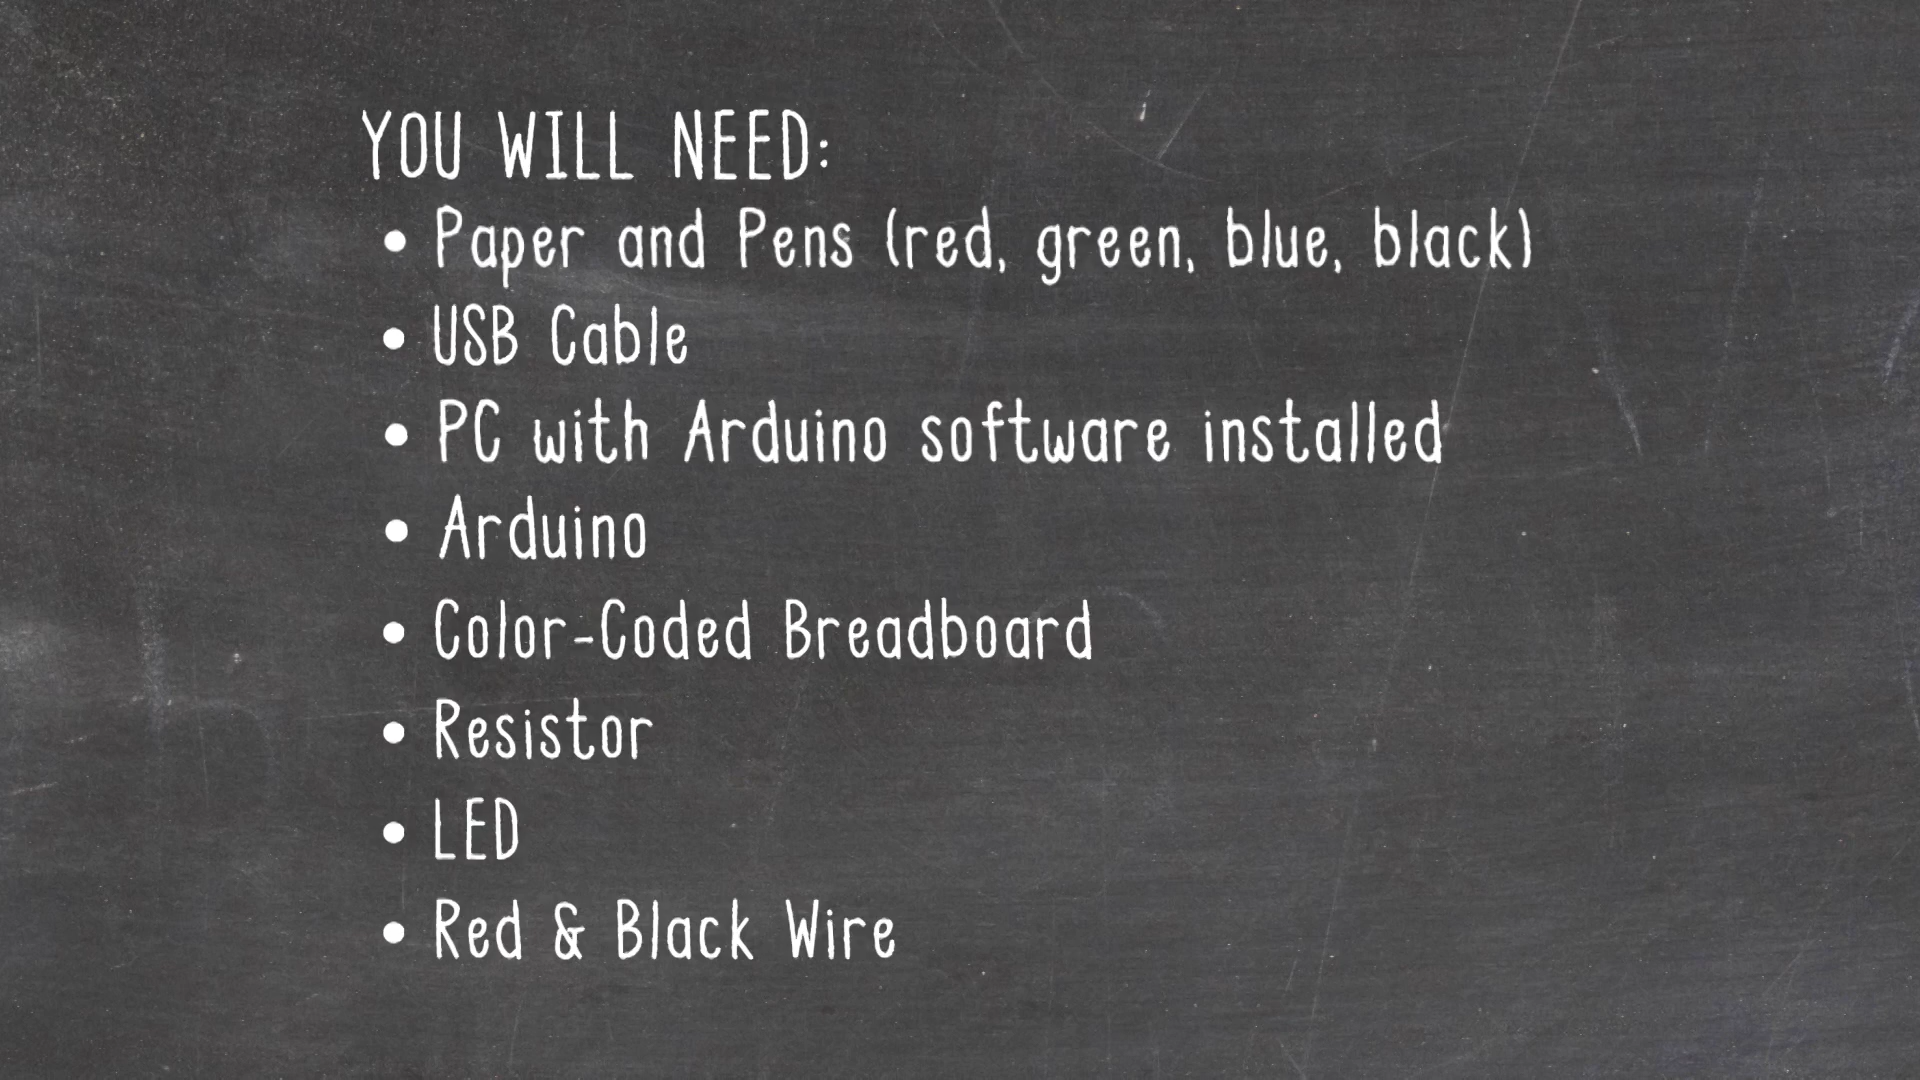 YOU WILL NEED:
• Paper and Pens (red, green, blue, black)
• USB Cable
• PC with Arduino software installed
• Arduino
• Color-Coded Breadboard
• Resistor
• LED
• Red & Black Wire